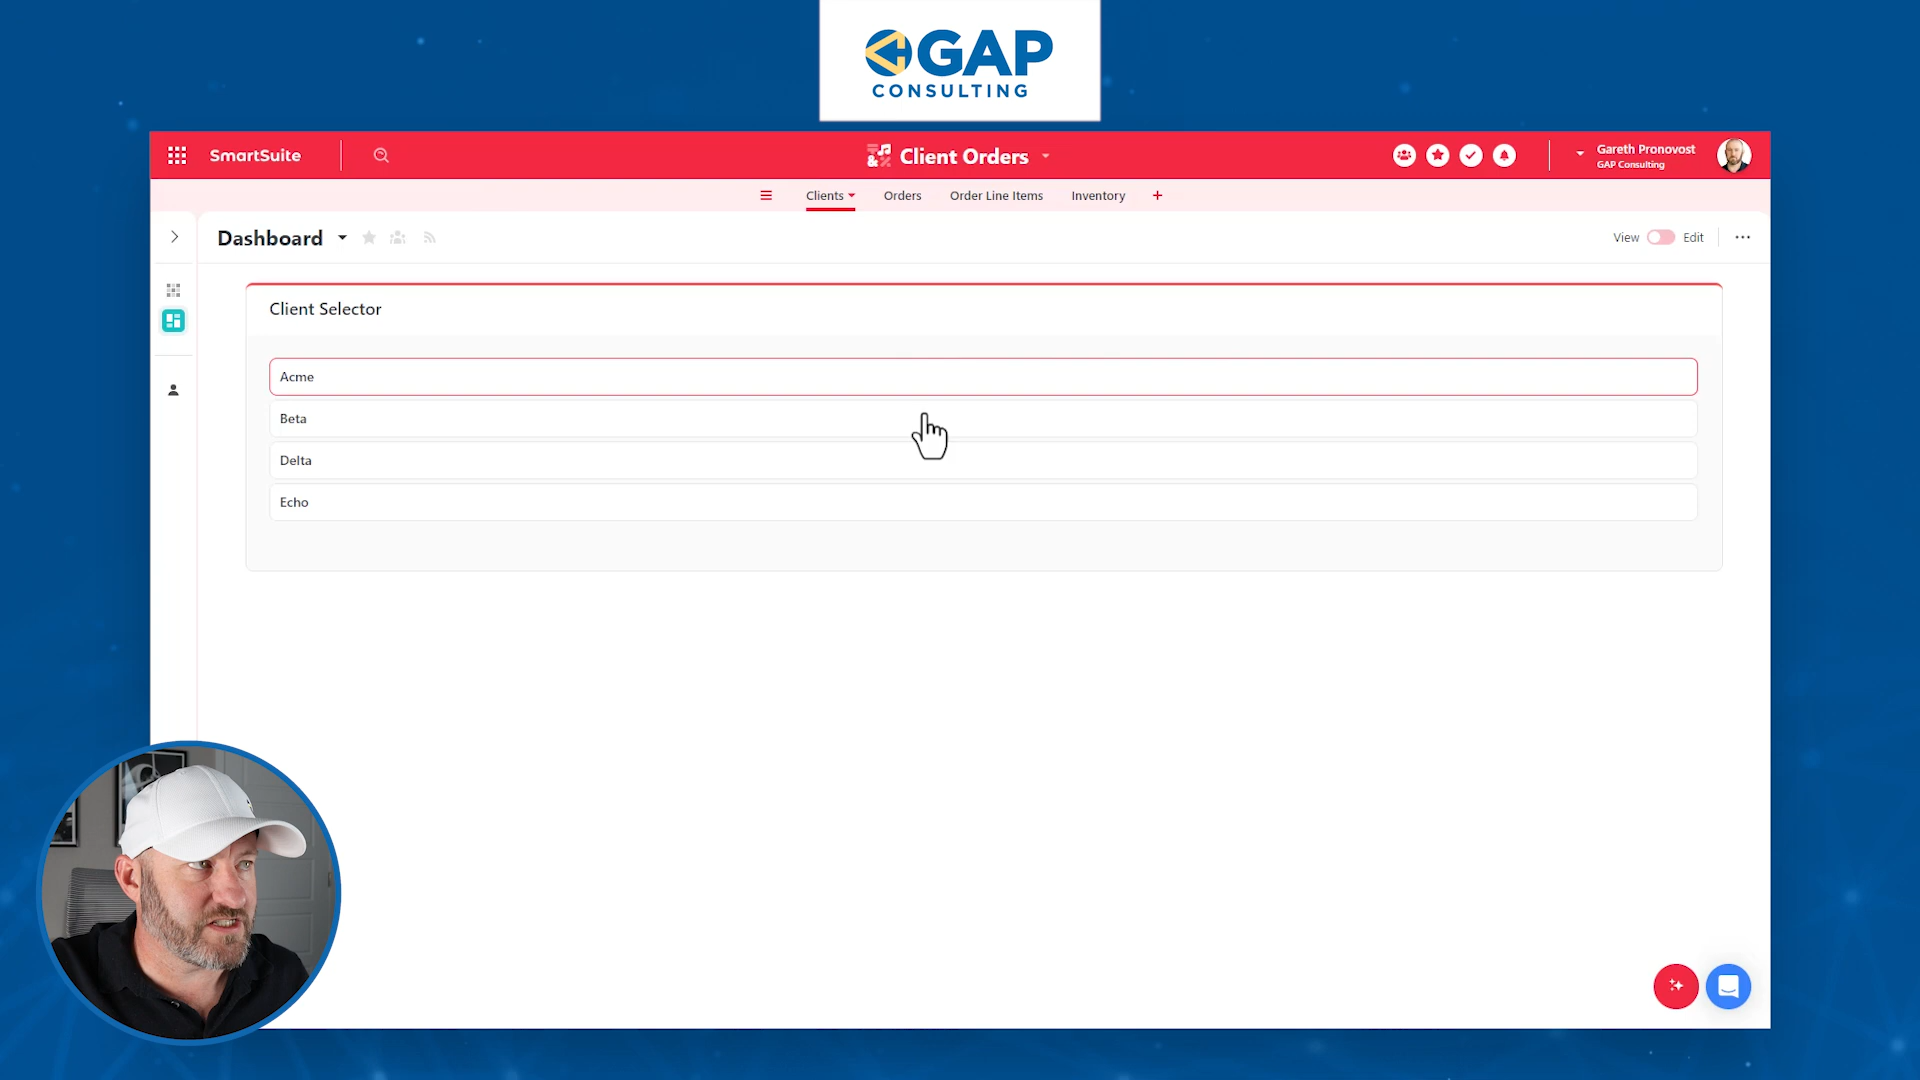 GAP
CONSULTING
SmartSuite
Client Orders
Gareth Pronovost
GAP Consulting
Clients
Orders
Order Line Items
Inventory
+
Dashboard
View
Edit
Client Selector
Acme
Beta
Delta
Echo